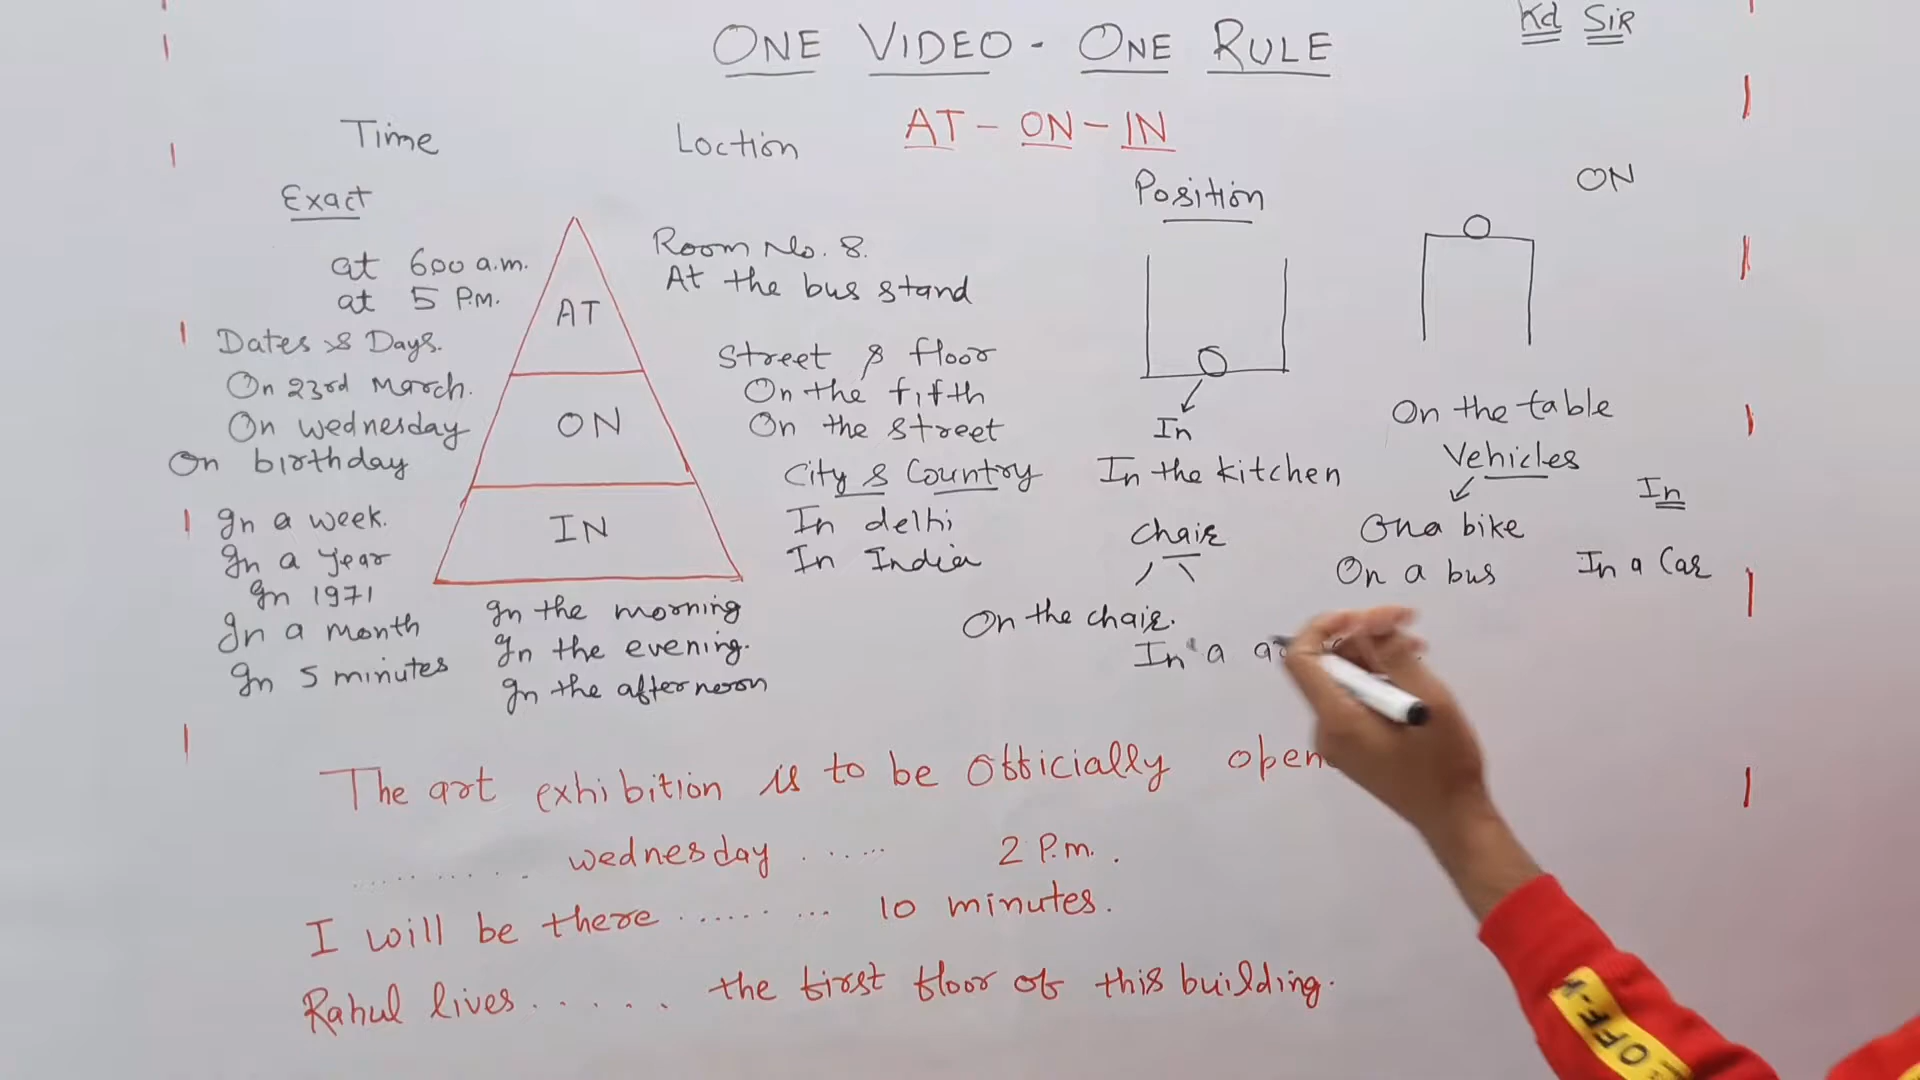 ONE VIDEO - ONE RULE
Kd SIR
AT - ON - IN
Time
Loction
Exact
at 600 a.m.
at 5 P.M.
Dates & Days.
On 23rd March.
On wednesday
On birthday
In a week.
In a year
In 1971
In a month
In 5 minutes
AT
ON
IN
In the morning
In the evening.
In the afternoon
Room No. 8.
At the bus stand
Street & floor
On the fifth
On the street
City & Country
In delhi
In India
Position
In
In the kitchen
chair
On the chair.
In a
ON
On the table
Vehicles
On a bike
On a bus
In
In a Car
The art exhibition is to be Officially open
.......... wednesday ..... 2 P.m. .
I will be there ......... 10 minutes.
Rahul lives ..... the first floor of this building.
OFF